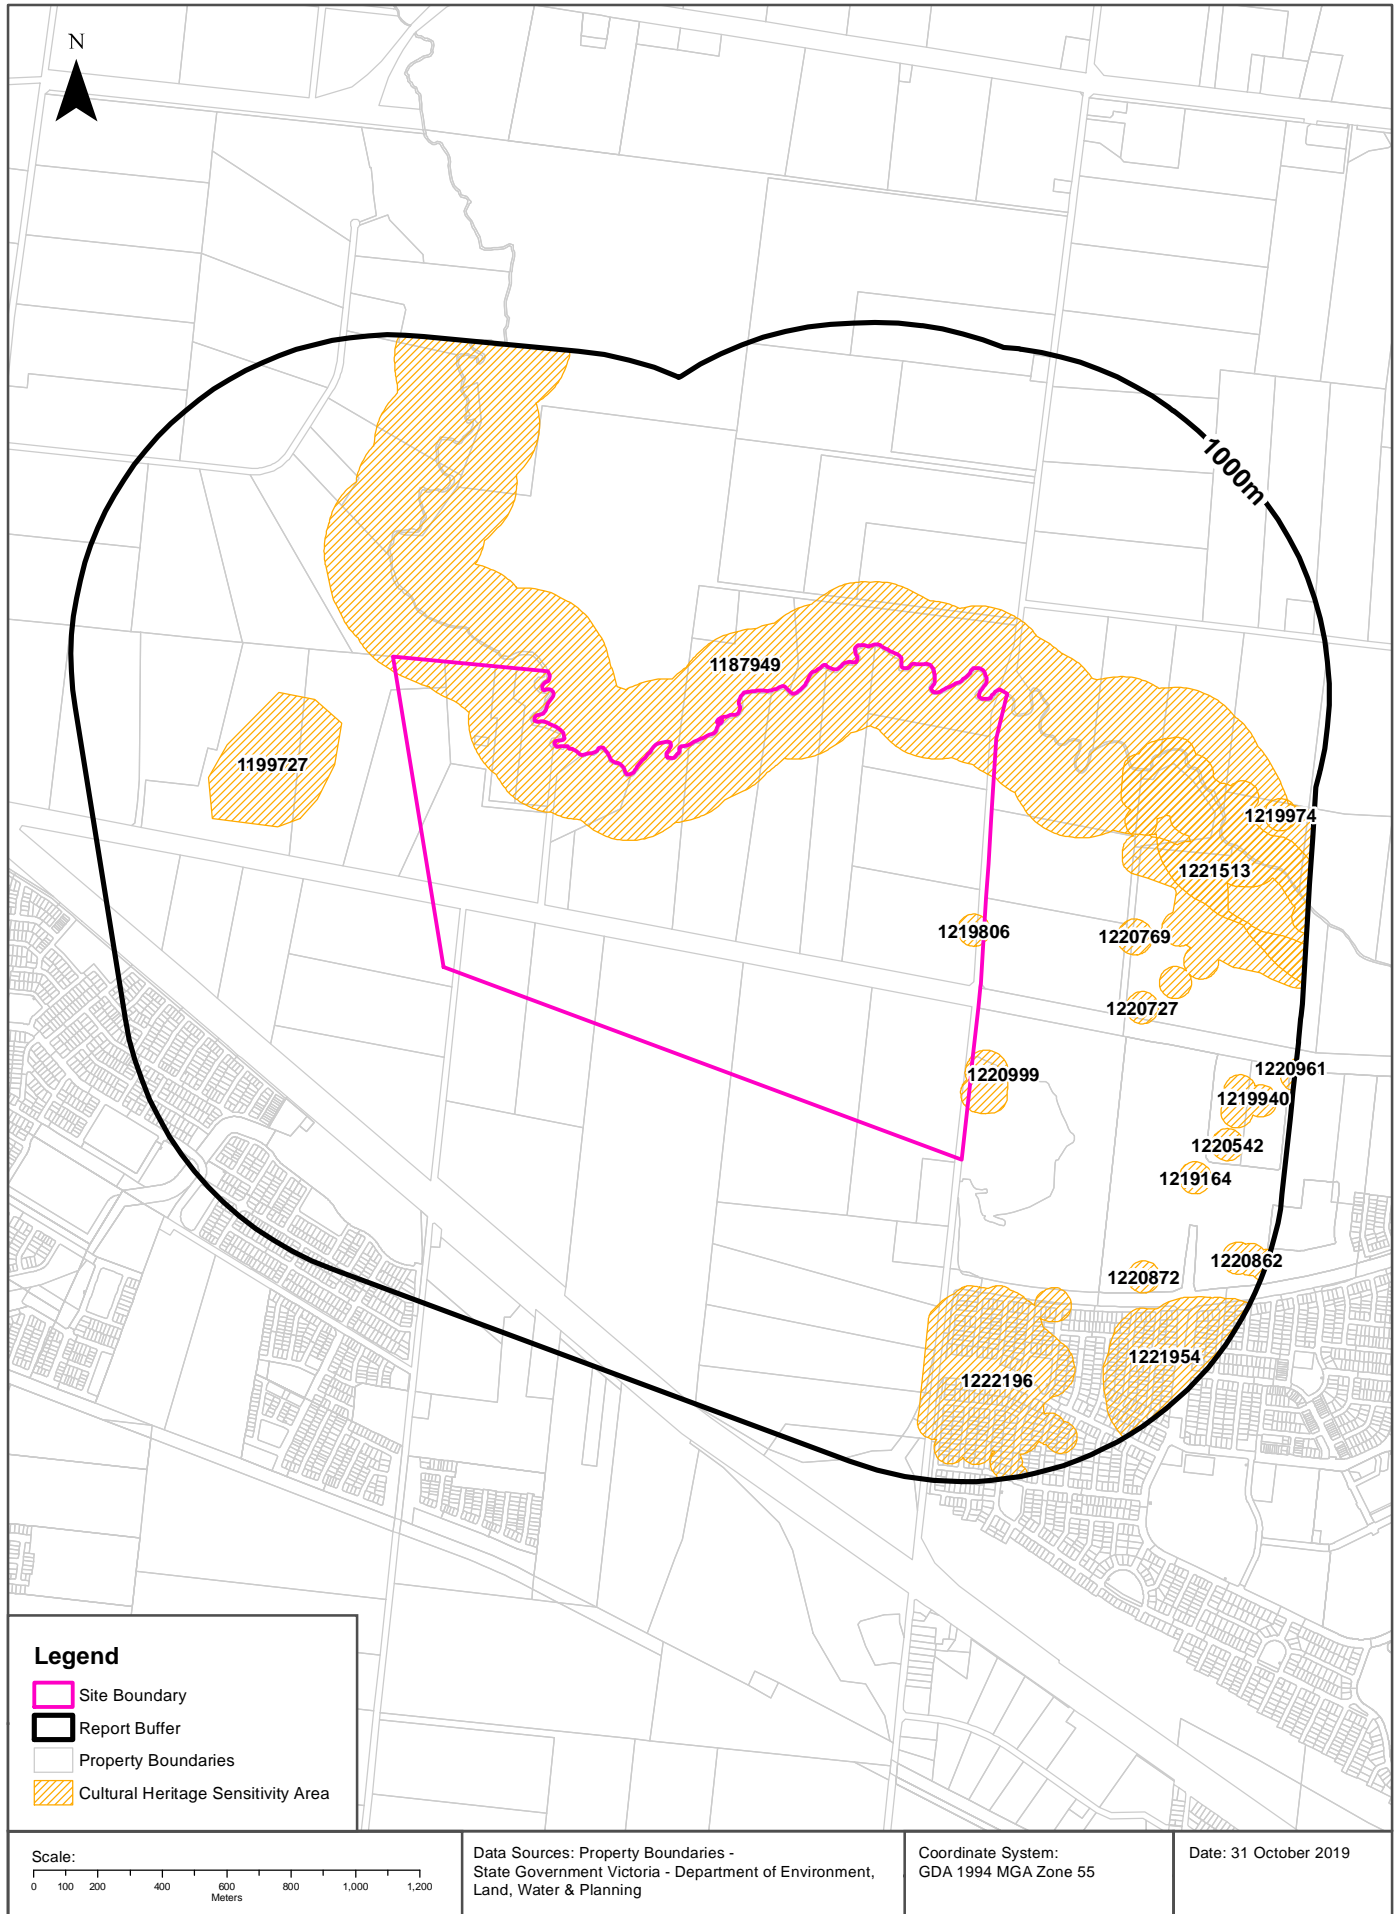 N
1000m
1187949
1199727
1219974
1221513
1219806
1220769
1220727
1220961
1220999
1219940
1220542
1219164
1220862
1220872
1221954
1222196
Legend
Site Boundary
Report Buffer
Property Boundaries
Cultural Heritage Sensitivity Area
Scale:
0 100 200 400 600 800 1,000 1,200
Meters
Data Sources: Property Boundaries -
State Government Victoria - Department of Environment,
Land, Water & Planning
Coordinate System:
GDA 1994 MGA Zone 55
Date: 31 October 2019